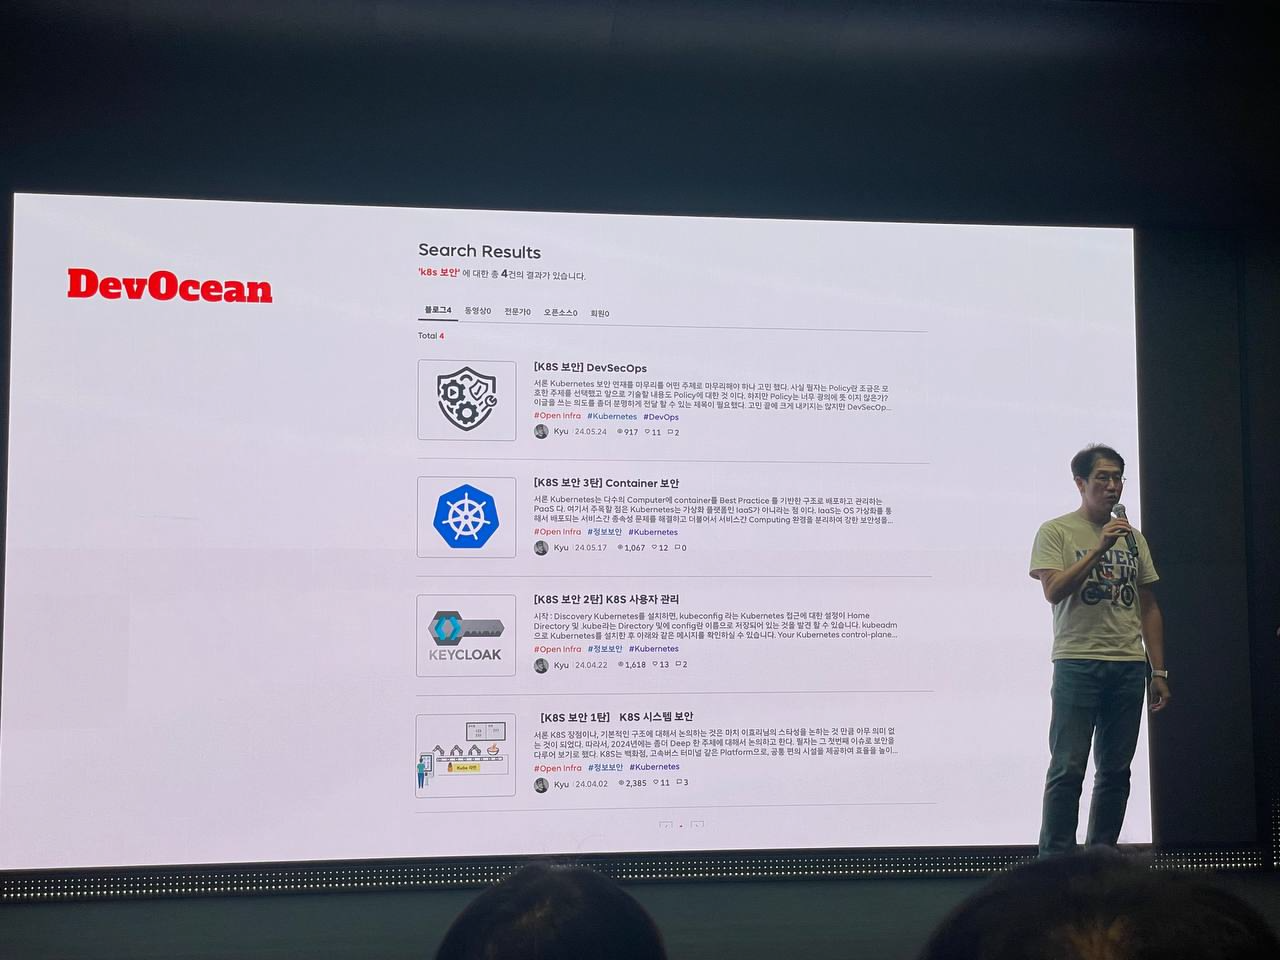 DevOcean
Search Results
'k8s 보안' 에 대한 총 4건의 결과가 있습니다.
블로그4 동영상0 전문가0 오픈소스0 회원0
Total 4
[K8S 보안] DevSecOps
서론 Kubernetes 보안 연재를 마무리를 어떤 주제로 마무리해야 하나 고민 했다. 사실 필자는 Policy란 조금은 모
호한 주제를 선택했고 앞으로 기술할 내용도 Policy에 대한 것 이다. 하지만 Policy는 너무 광의에 뜻 이지 않은가?
이글을 쓰는 의도를 좀더 분명하게 전달 할 수 있는 제목이 필요했다. 고민 끝에 크게 내키지는 않지만 DevSecOp...
#Open Infra #Kubernetes #DevOps
Kyu 24.05.24 917 11 2
[K8S 보안 3탄] Container 보안
서론 Kubernetes는 다수의 Computer에 container를 Best Practice 를 기반한 구조로 배포하고 관리하는
PaaS 다. 여기서 주목할 점은 Kubernetes는 가상화 플랫폼인 IaaS가 아니라는 점 이다. IaaS는 OS 가상화를 통
해서 배포되는 서비스간 종속성 문제를 해결하고 더불어서 서비스간 Computing 환경을 분리하여 강한 보안성을...
#Open Infra #정보보안 #Kubernetes
Kyu 24.05.17 1,067 12 0
[K8S 보안 2탄] K8S 사용자 관리
시작 : Discovery Kubernetes를 설치하면, kubeconfig 라는 Kubernetes 접근에 대한 설정이 Home
Directory 및 .kube라는 Directory 및에 config란 이름으로 저장되어 있는 것을 발견 할 수 있습니다. kubeadm
으로 Kubernetes를 설치한 후 아래와 같은 메시지를 확인하실 수 있습니다. Your Kubernetes control-plane...
#Open Infra #정보보안 #Kubernetes
Kyu 24.04.22 1,618 13 2
KEYCLOAK
[K8S 보안 1탄] K8S 시스템 보안
서론 K8S 장점이나, 기본적인 구조에 대해서 논의하는 것은 마치 이효리님의 스타성을 논하는 것 만큼 아무 의미 없
는 것이 되었다. 따라서, 2024년에는 좀더 Deep 한 주제에 대해서 논의하고 한다. 필자는 그 첫번째 이슈로 보안을
다루어 보기로 했다. K8S는 백화점, 고속버스 터미널 같은 Platform으로, 공통 편의 시설을 제공하여 효율을 높이...
#Open Infra #정보보안 #Kubernetes
Kyu 24.04.02 2,385 11 3
Kube 라면
NEVER